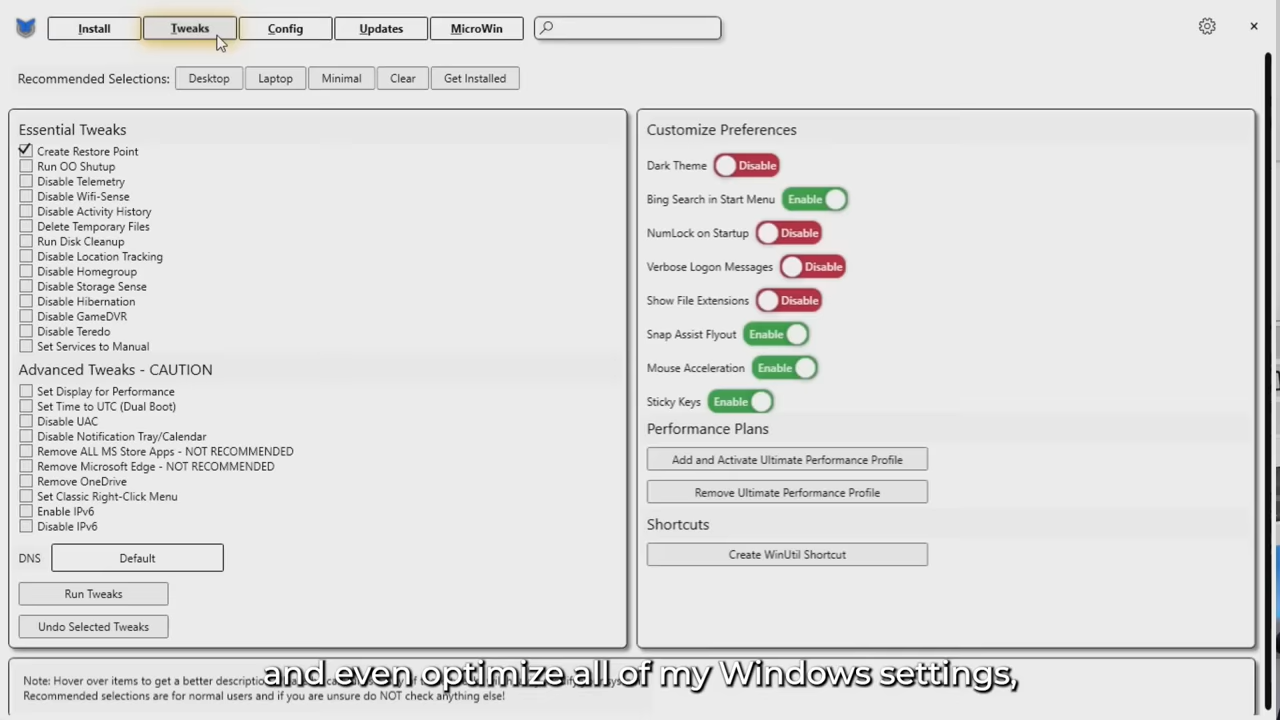 Install Tweaks Config Updates MicroWin
Recommended Selections: Desktop Laptop Minimal Clear Get Installed
Essential Tweaks
Create Restore Point
Run OO Shutup
Disable Telemetry
Disable Wifi-Sense
Disable Activity History
Delete Temporary Files
Run Disk Cleanup
Disable Location Tracking
Disable Homegroup
Disable Storage Sense
Disable Hibernation
Disable GameDVR
Disable Teredo
Set Services to Manual
Advanced Tweaks - CAUTION
Set Display for Performance
Set Time to UTC (Dual Boot)
Disable UAC
Disable Notification Tray/Calendar
Remove ALL MS Store Apps - NOT RECOMMENDED
Remove Microsoft Edge - NOT RECOMMENDED
Remove OneDrive
Set Classic Right-Click Menu
Enable IPv6
Disable IPv6
DNS Default
Run Tweaks
Undo Selected Tweaks
Customize Preferences
Dark Theme Disable
Bing Search in Start Menu Enable
NumLock on Startup Disable
Verbose Logon Messages Disable
Show File Extensions Disable
Snap Assist Flyout Enable
Mouse Acceleration Enable
Sticky Keys Enable
Performance Plans
Add and Activate Ultimate Performance Profile
Remove Ultimate Performance Profile
Shortcuts
Create WinUtil Shortcut
and even optimize all of my Windows settings,
Note: Hover over items to get a better
Recommended selections are for normal users and if you are unsure do NOT check anything else!